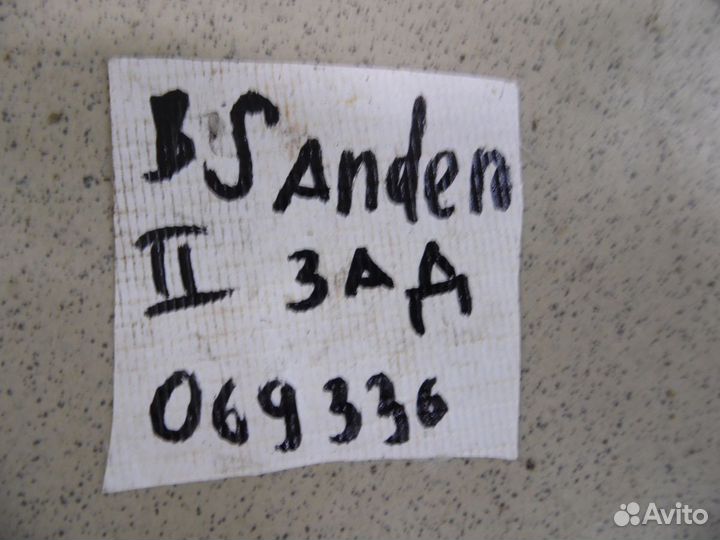 B Sanden
II ЗАД
069336
Avito